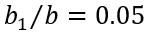 b₁/b = 0.05